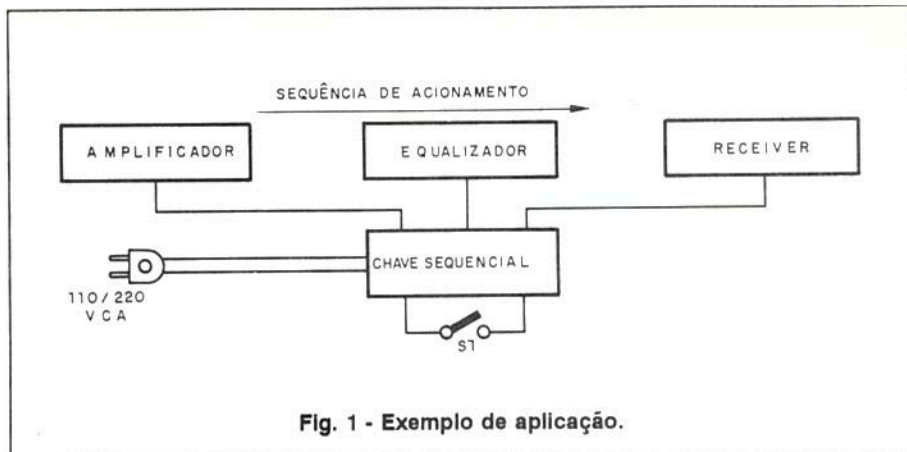 SEQUÊNCIA DE ACIONAMENTO
AMPLIFICADOR
EQUALIZADOR
RECEIVER
CHAVE SEQUENCIAL
110/220
VCA
S1
Fig. 1 - Exemplo de aplicação.